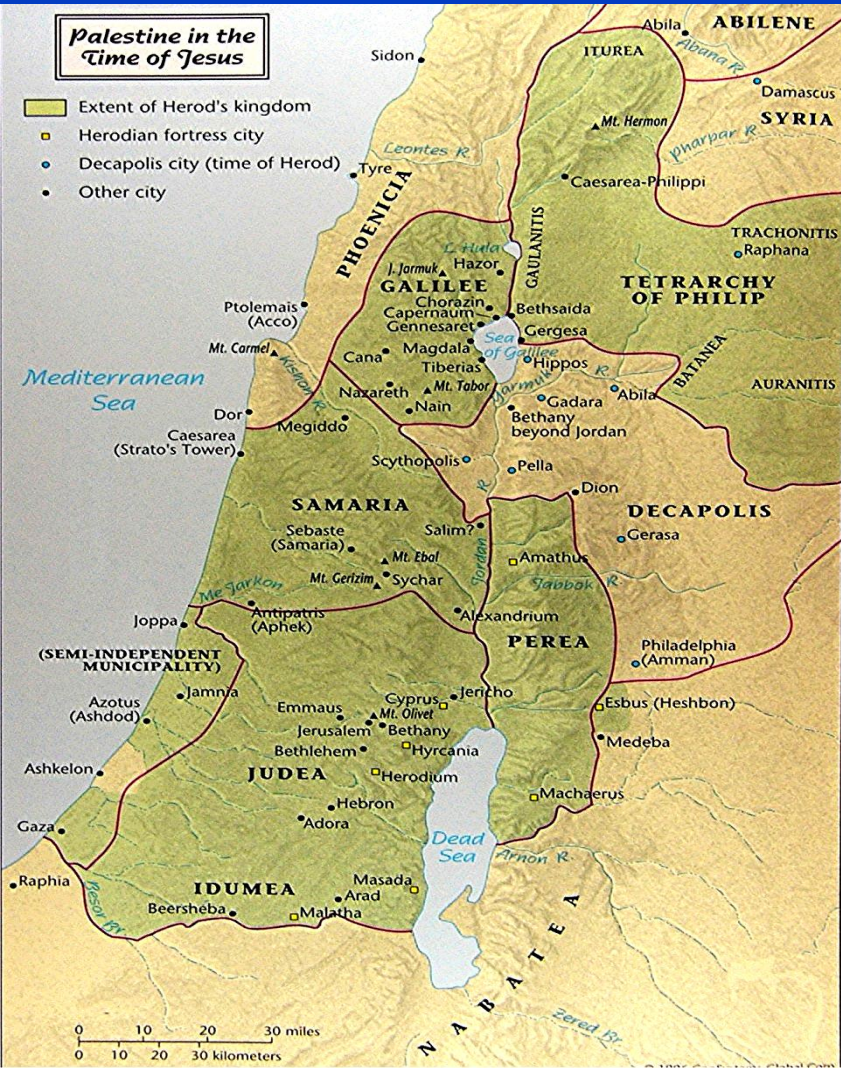 Palestine in the
Time of Jesus
Extent of Herod's kingdom
Herodian fortress city
Decapolis city (time of Herod)
Other city
Sidon
Abila
ABILENE
Abana R.
ITUREA
Damascus
SYRIA
Mt. Hermon
pharpar R.
Leontes R.
Tyre
Caesarea-Philippi
PHOENICIA
GAULANITIS
TRACHONITIS
Raphana
L. Hula
J. Jarmuk
Hazor
GALILEE
TETRARCHY
OF PHILIP
Chorazin
Capernaum
Gennesaret
Bethsaida
Ptolemais
(Acco)
Gergesa
Sea
of Galilee
Mt. Carmel
Kishon R.
Cana
Magdala
Tiberias
Hippos
BATANEA
Mediterranean
Sea
Nazareth
Mt. Tabor
Yarmuk R.
Abila
AURANITIS
Gadara
Nain
Dor
Megiddo
Bethany
beyond Jordan
Caesarea
(Strato's Tower)
Scythopolis
Pella
Dion
SAMARIA
DECAPOLIS
Salim?
Gerasa
Sebaste
(Samaria)
Mt. Ebal
Mt. Gerizim
Sychar
Jordan R.
Amathus
Jabbok R.
Me Jarkon
Antipatris
(Aphek)
Joppa
Alexandrium
PEREA
(SEMI-INDEPENDENT
MUNICIPALITY)
Philadelphia
(Amman)
Jamnia
Azotus
(Ashdod)
Emmaus
Cyprus
Jericho
Esbus (Heshbon)
Mt. Olivet
Jerusalem
Bethany
Medeba
Bethlehem
Hyrcania
Ashkelon
JUDEA
Herodium
Machaerus
Hebron
Adora
Gaza
Dead
Sea
Arnon R.
Raphia
Besor Br.
IDUMEA
Masada
Arad
Beersheba
Malatha
NABATEA
Zered Br.
0 10 20 30 miles
0 10 20 30 kilometers